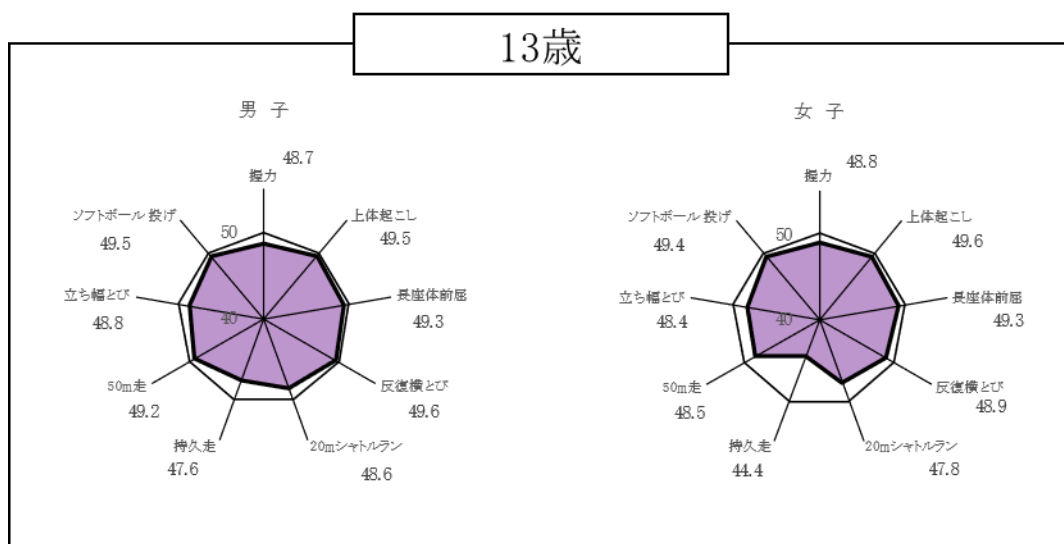 13歳
男 子
48.7
握力
上体起こし
49.5
長座体前屈
49.3
反復横とび
49.6
20mシャトルラン
48.6
持久走
47.6
50m走
49.2
立ち幅とび
48.8
ソフトボール 投げ
49.5
50
40
女 子
48.8
握力
上体起こし
49.6
長座体前屈
49.3
反復横とび
48.9
20mシャトルラン
47.8
持久走
44.4
50m走
48.5
立ち幅とび
48.4
ソフトボール 投げ
49.4
50
40